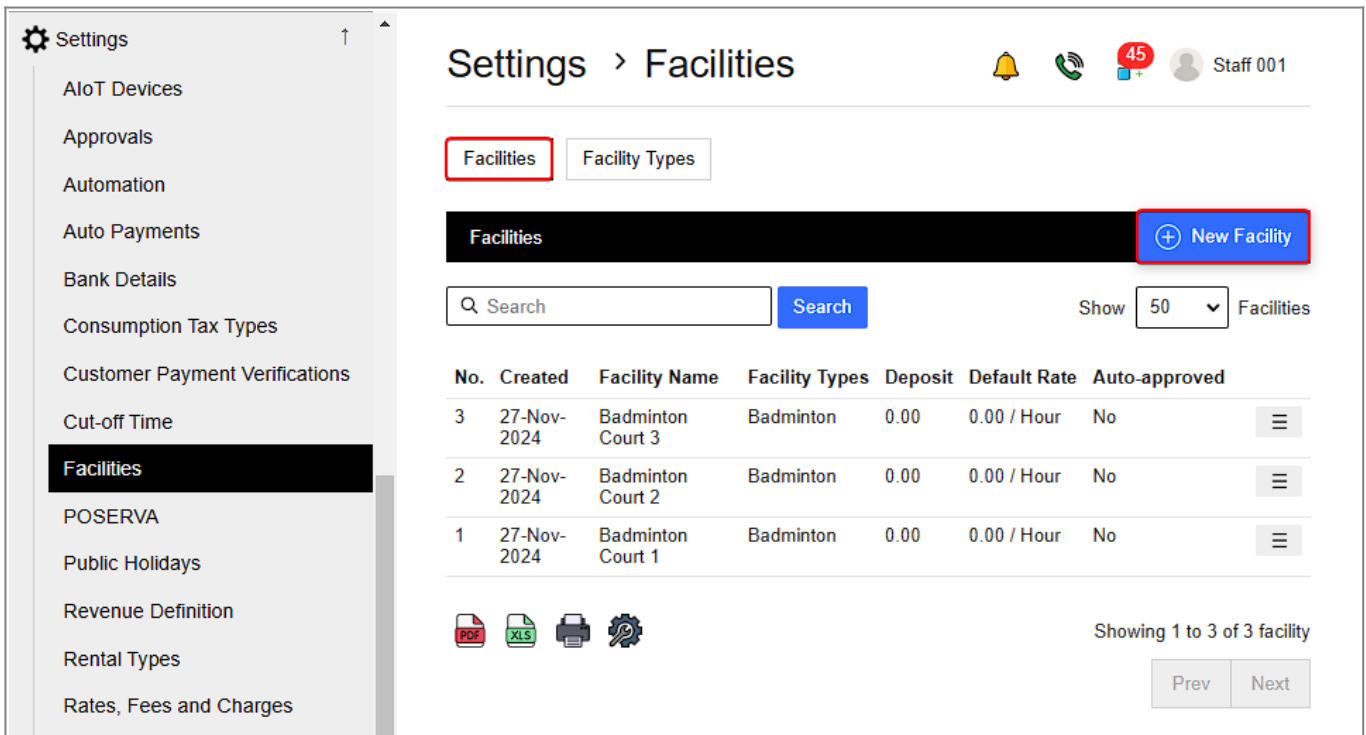 Settings ↑
AIoT Devices
Approvals
Automation
Auto Payments
Bank Details
Consumption Tax Types
Customer Payment Verifications
Cut-off Time
Facilities
POSERVA
Public Holidays
Revenue Definition
Rental Types
Rates, Fees and Charges
Settings > Facilities
45
Staff 001
Facilities Facility Types
Facilities
New Facility
Search Search Show 50 Facilities
No. Created Facility Name Facility Types Deposit Default Rate Auto-approved
3 27-Nov- Badminton Badminton 0.00 0.00 / Hour No
2024 Court 3
2 27-Nov- Badminton Badminton 0.00 0.00 / Hour No
2024 Court 2
1 27-Nov- Badminton Badminton 0.00 0.00 / Hour No
2024 Court 1
PDF XLS
Showing 1 to 3 of 3 facility
Prev Next